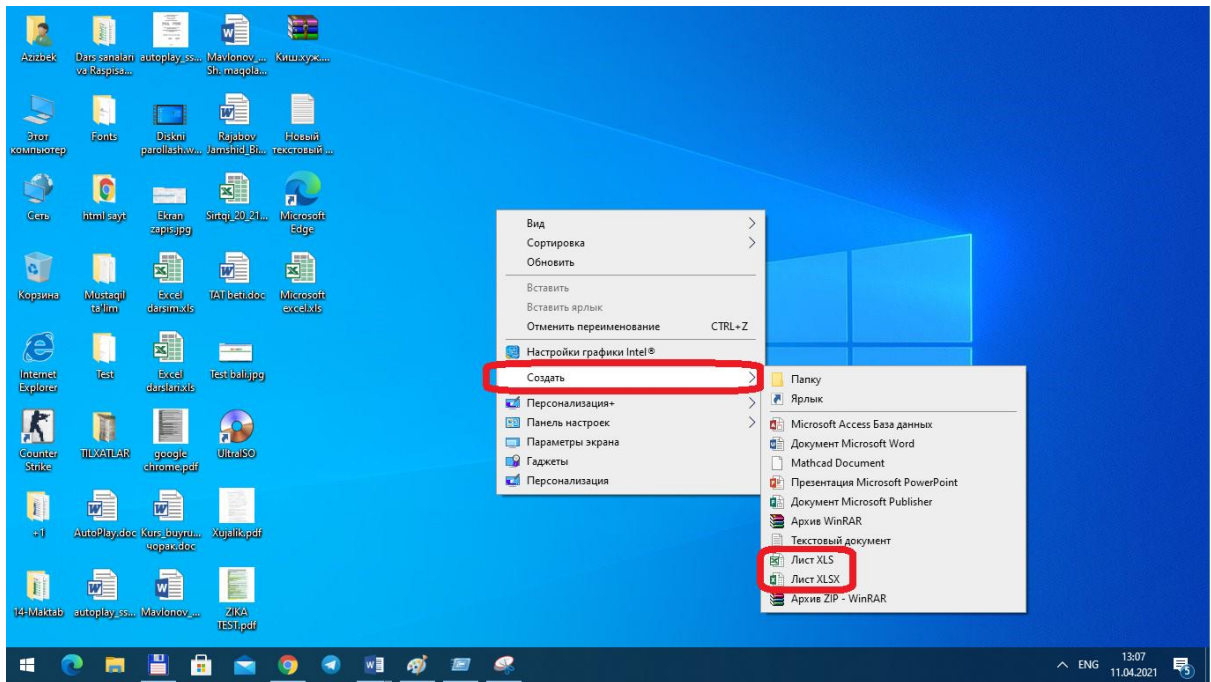 Azizbek
Dars sanalari
va Raspisa...
autoplay_ss...
Mavlonov_...
Sh. maqola...
Киш.хуж....
Этот
компьютер
Fonts
Diskni
parollash.w...
Rajabov
Jamshid_Bi...
Новый
текстовый ...
Сеть
html sayt
Ekran
zapis.jpg
Sirtqi_20_21...
Microsoft
Edge
Корзина
Mustaqil
ta'lim
Excel
darsim.xls
TAT beti.doc
Microsoft
excel.xls
Internet
Explorer
Test
Excel
darslari.xls
Test bali.jpg
Counter
Strike
TILXATLAR
google
chrome.pdf
UltraISO
+1
AutoPlay.doc
Kurs_buyru...
чорак.doc
Xujalik.pdf
14-Maktab
autoplay_ss...
Mavlonov_...
ZIKA
TEST.pdf
Вид
Сортировка
Обновить
Вставить
Вставить ярлык
Отменить переименование CTRL+Z
Настройки графики Intel®
Создать
Персонализация+
Панель настроек
Параметры экрана
Гаджеты
Персонализация
Папку
Ярлык
Microsoft Access База данных
Документ Microsoft Word
Mathcad Document
Презентация Microsoft PowerPoint
Документ Microsoft Publisher
Архив WinRAR
Текстовый документ
Лист XLS
Лист XLSX
Архив ZIP - WinRAR
ENG
13:07
11.04.2021
5